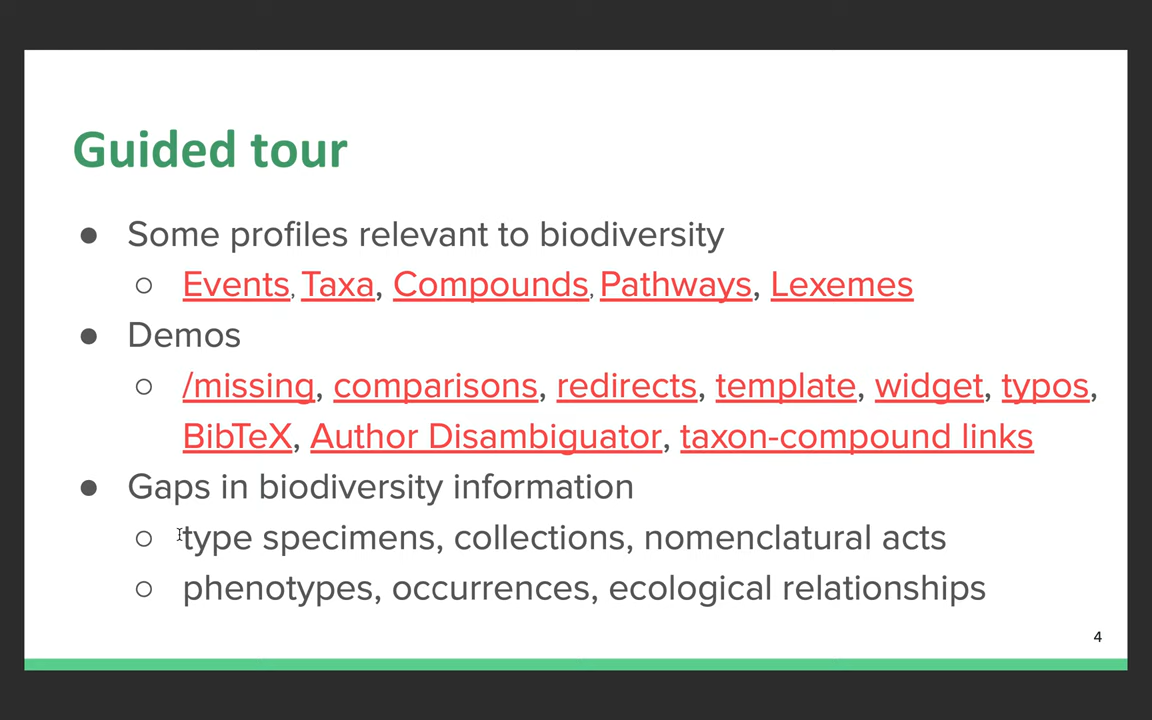 Guided tour
● Some profiles relevant to biodiversity
○ Events, Taxa, Compounds, Pathways, Lexemes
● Demos
○ /missing, comparisons, redirects, template, widget, typos,
BibTeX, Author Disambiguator, taxon-compound links
● Gaps in biodiversity information
○ type specimens, collections, nomenclatural acts
○ phenotypes, occurrences, ecological relationships
4